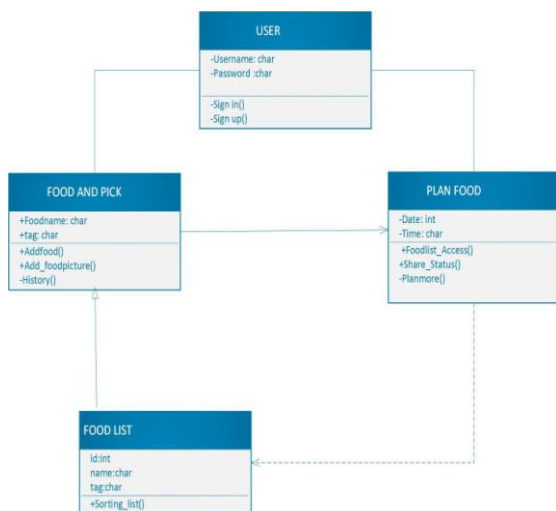 USER
-Username: char
-Password :char
-Sign in()
-Sign up()
FOOD AND PICK
+Foodname: char
+tag: char
+Addfood()
+Add_foodpicture()
-History()
PLAN FOOD
-Date: int
-Time: char
+Foodlist_Access()
+Share_Status()
-Planmore()
FOOD LIST
id:int
name:char
tag:char
+Sorting_list()